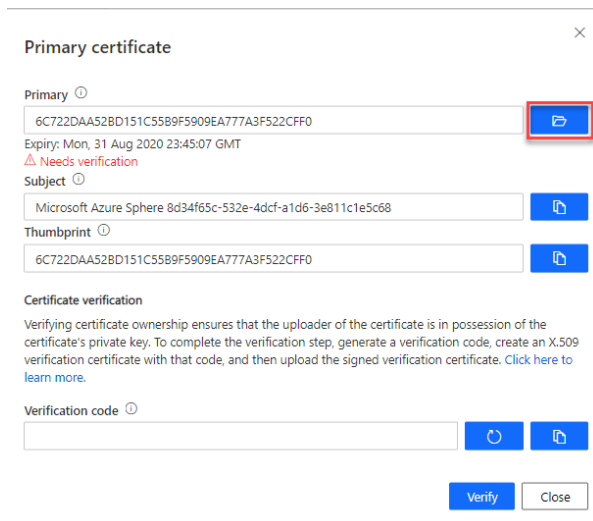 Primary certificate
Primary
6C722DAA52BD151C55B9F5909EA777A3F522CFF0
Expiry: Mon, 31 Aug 2020 23:45:07 GMT
Needs verification
Subject
Microsoft Azure Sphere 8d34f65c-532e-4dcf-a1d6-3e811c1e5c68
Thumbprint
6C722DAA52BD151C55B9F5909EA777A3F522CFF0
Certificate verification
Verifying certificate ownership ensures that the uploader of the certificate is in possession of the
certificate's private key. To complete the verification step, generate a verification code, create an X.509
verification certificate with that code, and then upload the signed verification certificate. Click here to
learn more.
Verification code
Verify Close